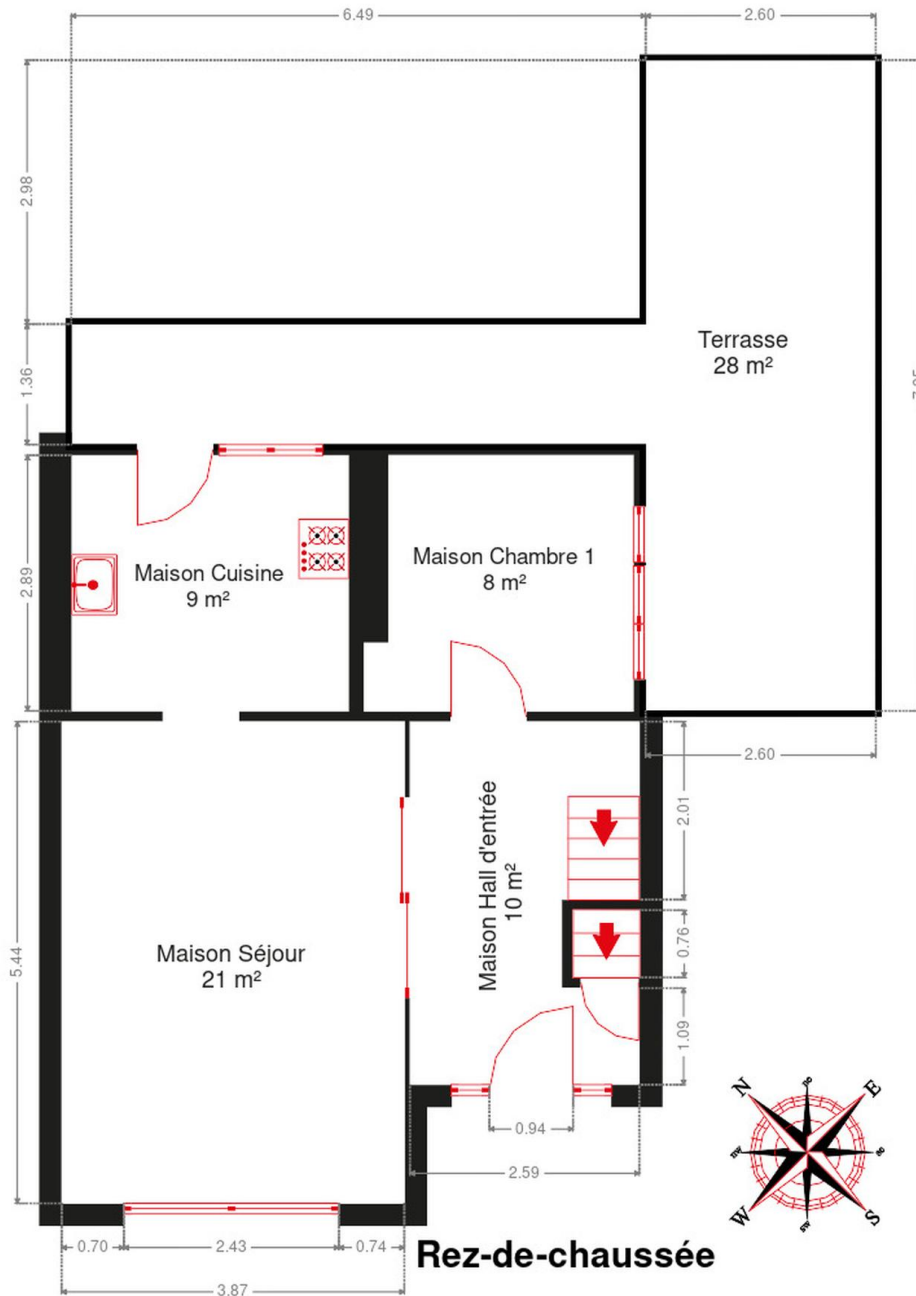 6.49
2.60
2.98
1.36
Terrasse
28 m²
2.89
Maison Cuisine
9 m²
Maison Chambre 1
8 m²
2.60
2.01
Maison Hall d'entrée
10 m²
0.76
Maison Séjour
21 m²
5.44
1.09
0.94
2.59
N
E
S
W
sw
0.70
2.43
0.74
3.87
Rez-de-chaussée